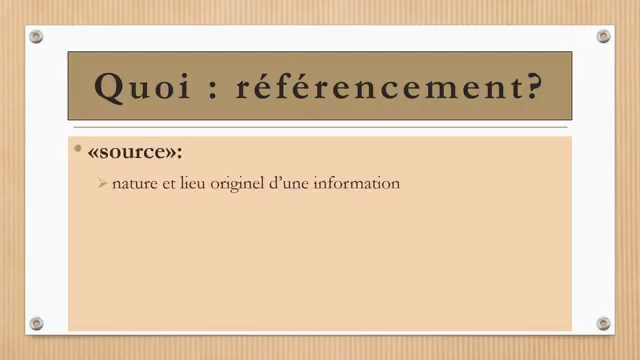 Quoi : référencement?
• «source»:
➢ nature et lieu originel d’une information